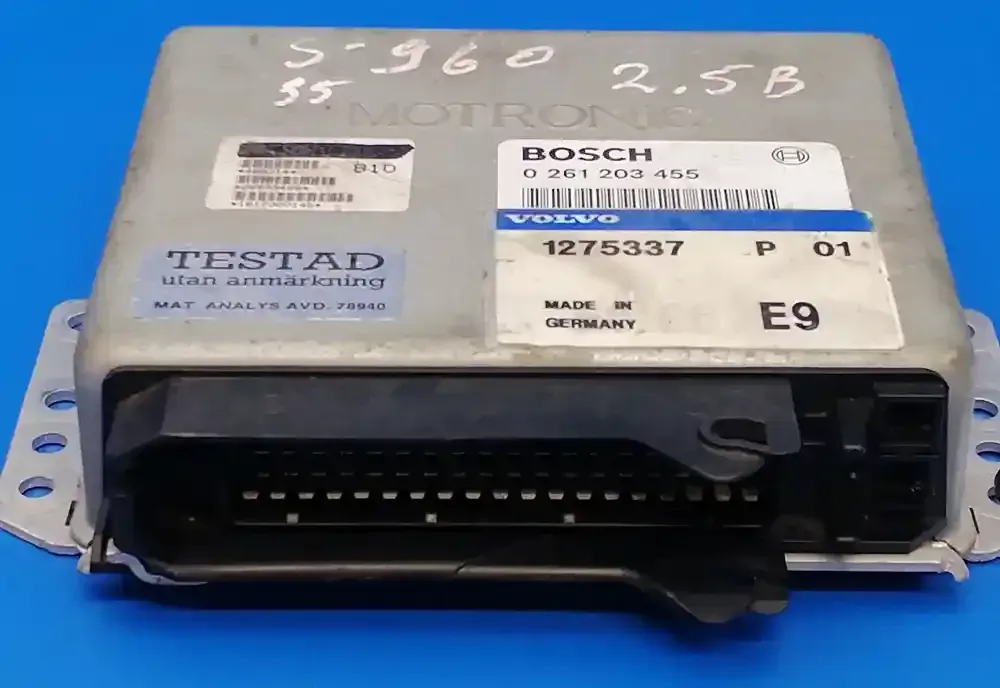 S-960 2.5B
95
MOTRONIC
B10
BOSCH
0 261 203 455
VOLVO
1275337 P 01
MADE IN
GERMANY
E9
TESTAD
utan anmärkning
MAT. ANALYS AVD. 78940